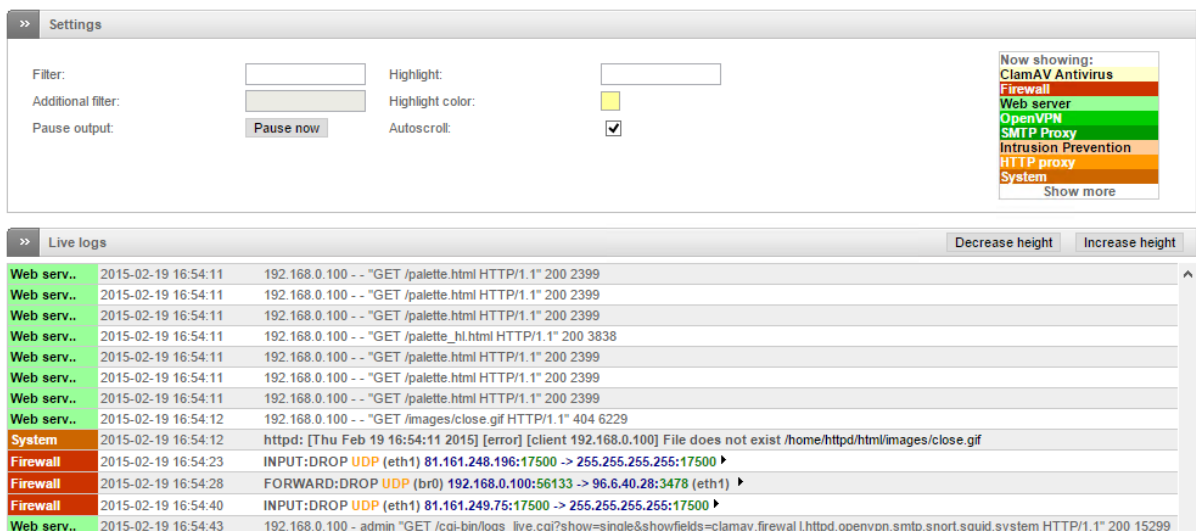 » Settings
Filter: Highlight:
Additional filter: Highlight color:
Pause output: Pause now Autoscroll:
Now showing:
ClamAV Antivirus
Firewall
Web server
OpenVPN
SMTP Proxy
Intrusion Prevention
HTTP proxy
System
Show more
» Live logs Decrease height Increase height
Web serv.. 2015-02-19 16:54:11 192.168.0.100 - - "GET /palette.html HTTP/1.1" 200 2399
Web serv.. 2015-02-19 16:54:11 192.168.0.100 - - "GET /palette.html HTTP/1.1" 200 2399
Web serv.. 2015-02-19 16:54:11 192.168.0.100 - - "GET /palette.html HTTP/1.1" 200 2399
Web serv.. 2015-02-19 16:54:11 192.168.0.100 - - "GET /palette_hl.html HTTP/1.1" 200 3838
Web serv.. 2015-02-19 16:54:11 192.168.0.100 - - "GET /palette.html HTTP/1.1" 200 2399
Web serv.. 2015-02-19 16:54:11 192.168.0.100 - - "GET /palette.html HTTP/1.1" 200 2399
Web serv.. 2015-02-19 16:54:11 192.168.0.100 - - "GET /palette.html HTTP/1.1" 200 2399
Web serv.. 2015-02-19 16:54:12 192.168.0.100 - - "GET /images/close.gif HTTP/1.1" 404 6229
System 2015-02-19 16:54:12 httpd: [Thu Feb 19 16:54:11 2015] [error] [client 192.168.0.100] File does not exist /home/httpd/html/images/close.gif
Firewall 2015-02-19 16:54:23 INPUT:DROP UDP (eth1) 81.161.248.196:17500 -> 255.255.255.255:17500
Firewall 2015-02-19 16:54:28 FORWARD:DROP UDP (br0) 192.168.0.100:56133 -> 96.6.40.28:3478 (eth1)
Firewall 2015-02-19 16:54:40 INPUT:DROP UDP (eth1) 81.161.249.75:17500 -> 255.255.255.255:17500
Web serv.. 2015-02-19 16:54:43 192.168.0.100 - admin "GET /cgi-bin/logs_live.cgi?show=single&showfields=clamav,firewal l,httpd,openvpn,smtp,snort,squid,system HTTP/1.1" 200 15299